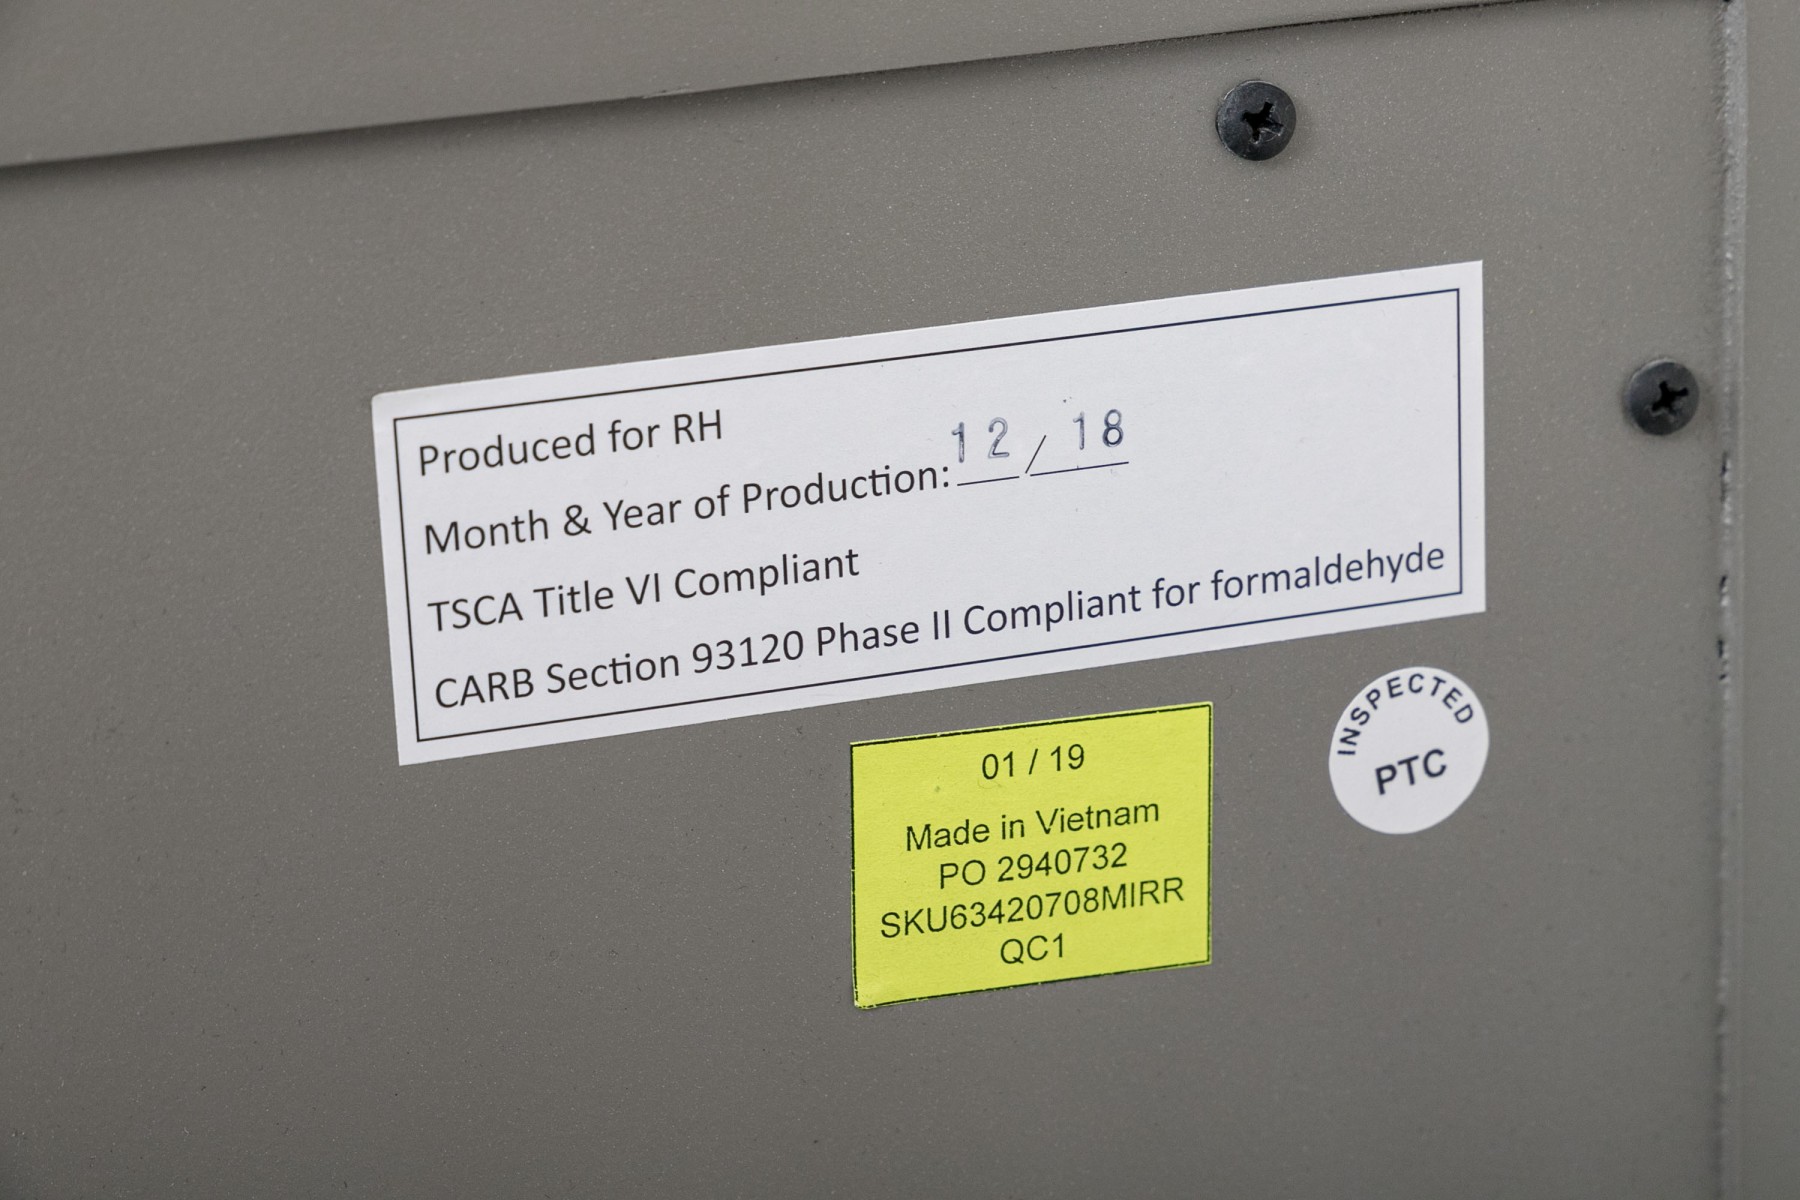 Produced for RH
Month & Year of Production: 12 / 18
TSCA Title VI Compliant
CARB Section 93120 Phase II Compliant for formaldehyde
01 / 19
Made in Vietnam
PO 2940732
SKU63420708MIRR
QC1
INSPECTED
PTC